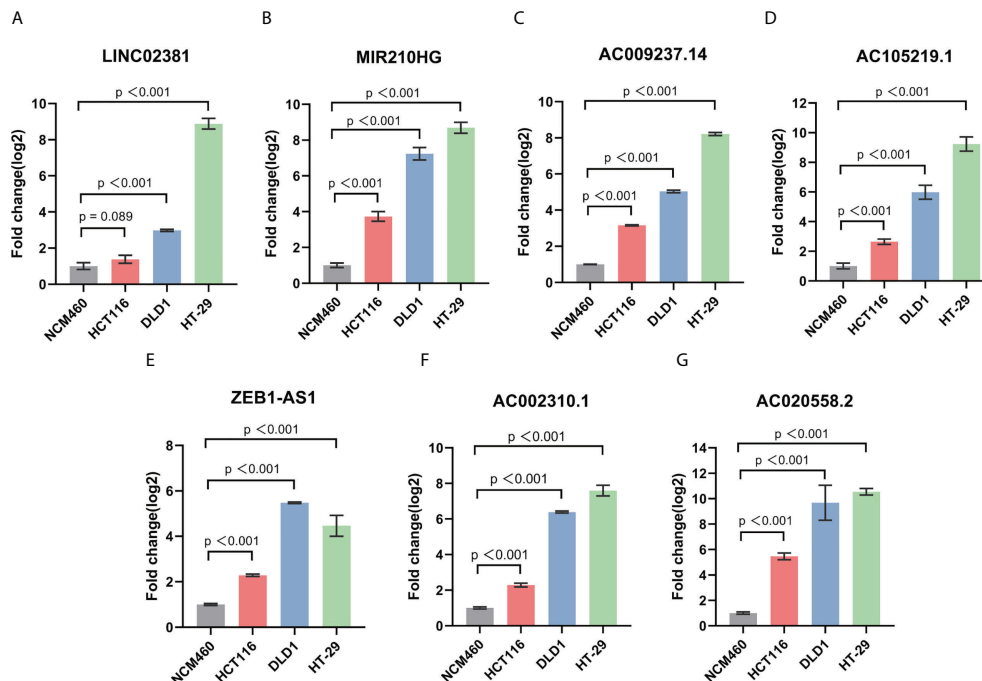 A
LINC02381
Fold change(log2)
10
8
6
4
2
0
p <0.001
p <0.001
p = 0.089
NCM460
HCT116
DLD1
HT-29
B
MIR210HG
Fold change(log2)
10
8
6
4
2
0
p <0.001
p <0.001
p <0.001
NCM460
HCT116
DLD1
HT-29
C
AC009237.14
Fold change(log2)
10
8
6
4
2
0
p <0.001
p <0.001
p <0.001
NCM460
HCT116
DLD1
HT-29
D
AC105219.1
Fold change(log2)
12
10
8
6
4
2
0
p <0.001
p <0.001
p <0.001
NCM460
HCT116
DLD1
HT-29
E
ZEB1-AS1
Fold change(log2)
8
6
4
2
0
p <0.001
p <0.001
p <0.001
NCM460
HCT116
DLD1
HT-29
F
AC002310.1
Fold change(log2)
10
8
6
4
2
0
p <0.001
p <0.001
p <0.001
NCM460
HCT116
DLD1
HT-29
G
AC020558.2
Fold change(log2)
14
12
10
8
6
4
2
0
p <0.001
p <0.001
p <0.001
NCM460
HCT116
DLD1
HT-29